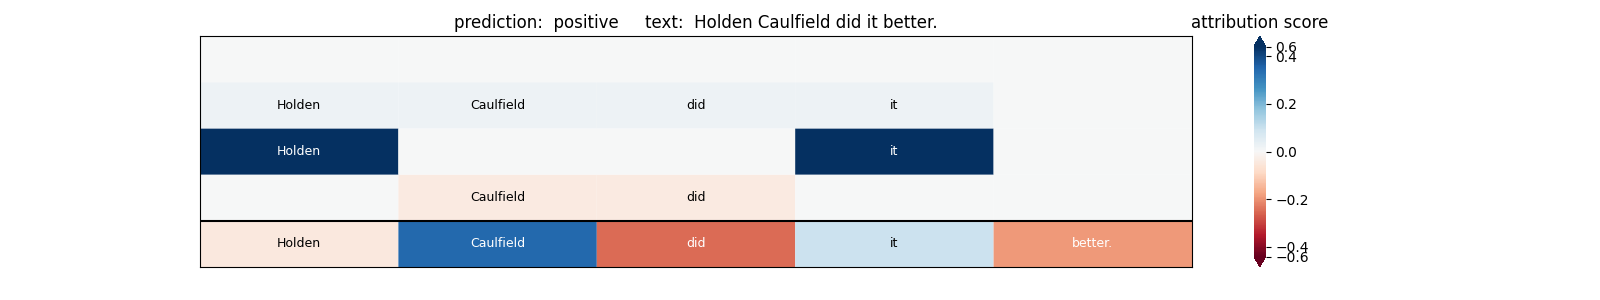 prediction:  positive     text:  Holden Caulfield did it better.
attribution score
Holden Caulfield did it
Holden it
Caulfield did
Holden Caulfield did it better.
0.6
0.4
0.2
0.0
−0.2
−0.4
−0.6